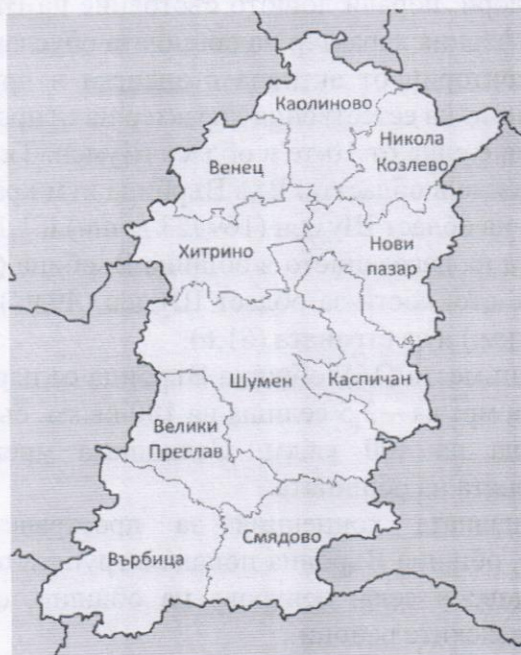 Каолиново
Никола
Козлево
Венец
Хитрино
Нови
пазар
Шумен
Каспичан
Велики
Преслав
Смядово
Върбица